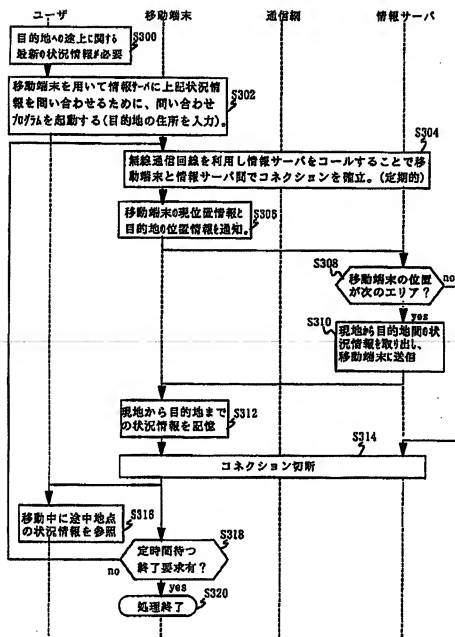 ユーザ 移動端末 通信網 情報サーバ
S300
目的地への途上に関する
最新の状況情報が必要
S302
移動端末を用いて情報サーバに上記状況情
報を問い合わせるために、問い合わせ
プログラムを起動する(目的地の住所を入力)。
S304
無線通信回線を利用し情報サーバをコールすることで移
動端末と情報サーバ間でコネクションを確立。(定期的)
S306
移動端末の現位置情報と
目的地の位置情報を通知。
S308
移動端末の位置
が次のエリア?
no
yes
S310
現地から目的地間の状
況情報を取り出し、
移動端末に送信
S312
現地から目的地まで
の状況情報を記憶
S314
コネクション切断
S316
移動中に途中地点
の状況情報を参照
S318
定時間待つ
終了要求有?
no
yes
S320
処理終了